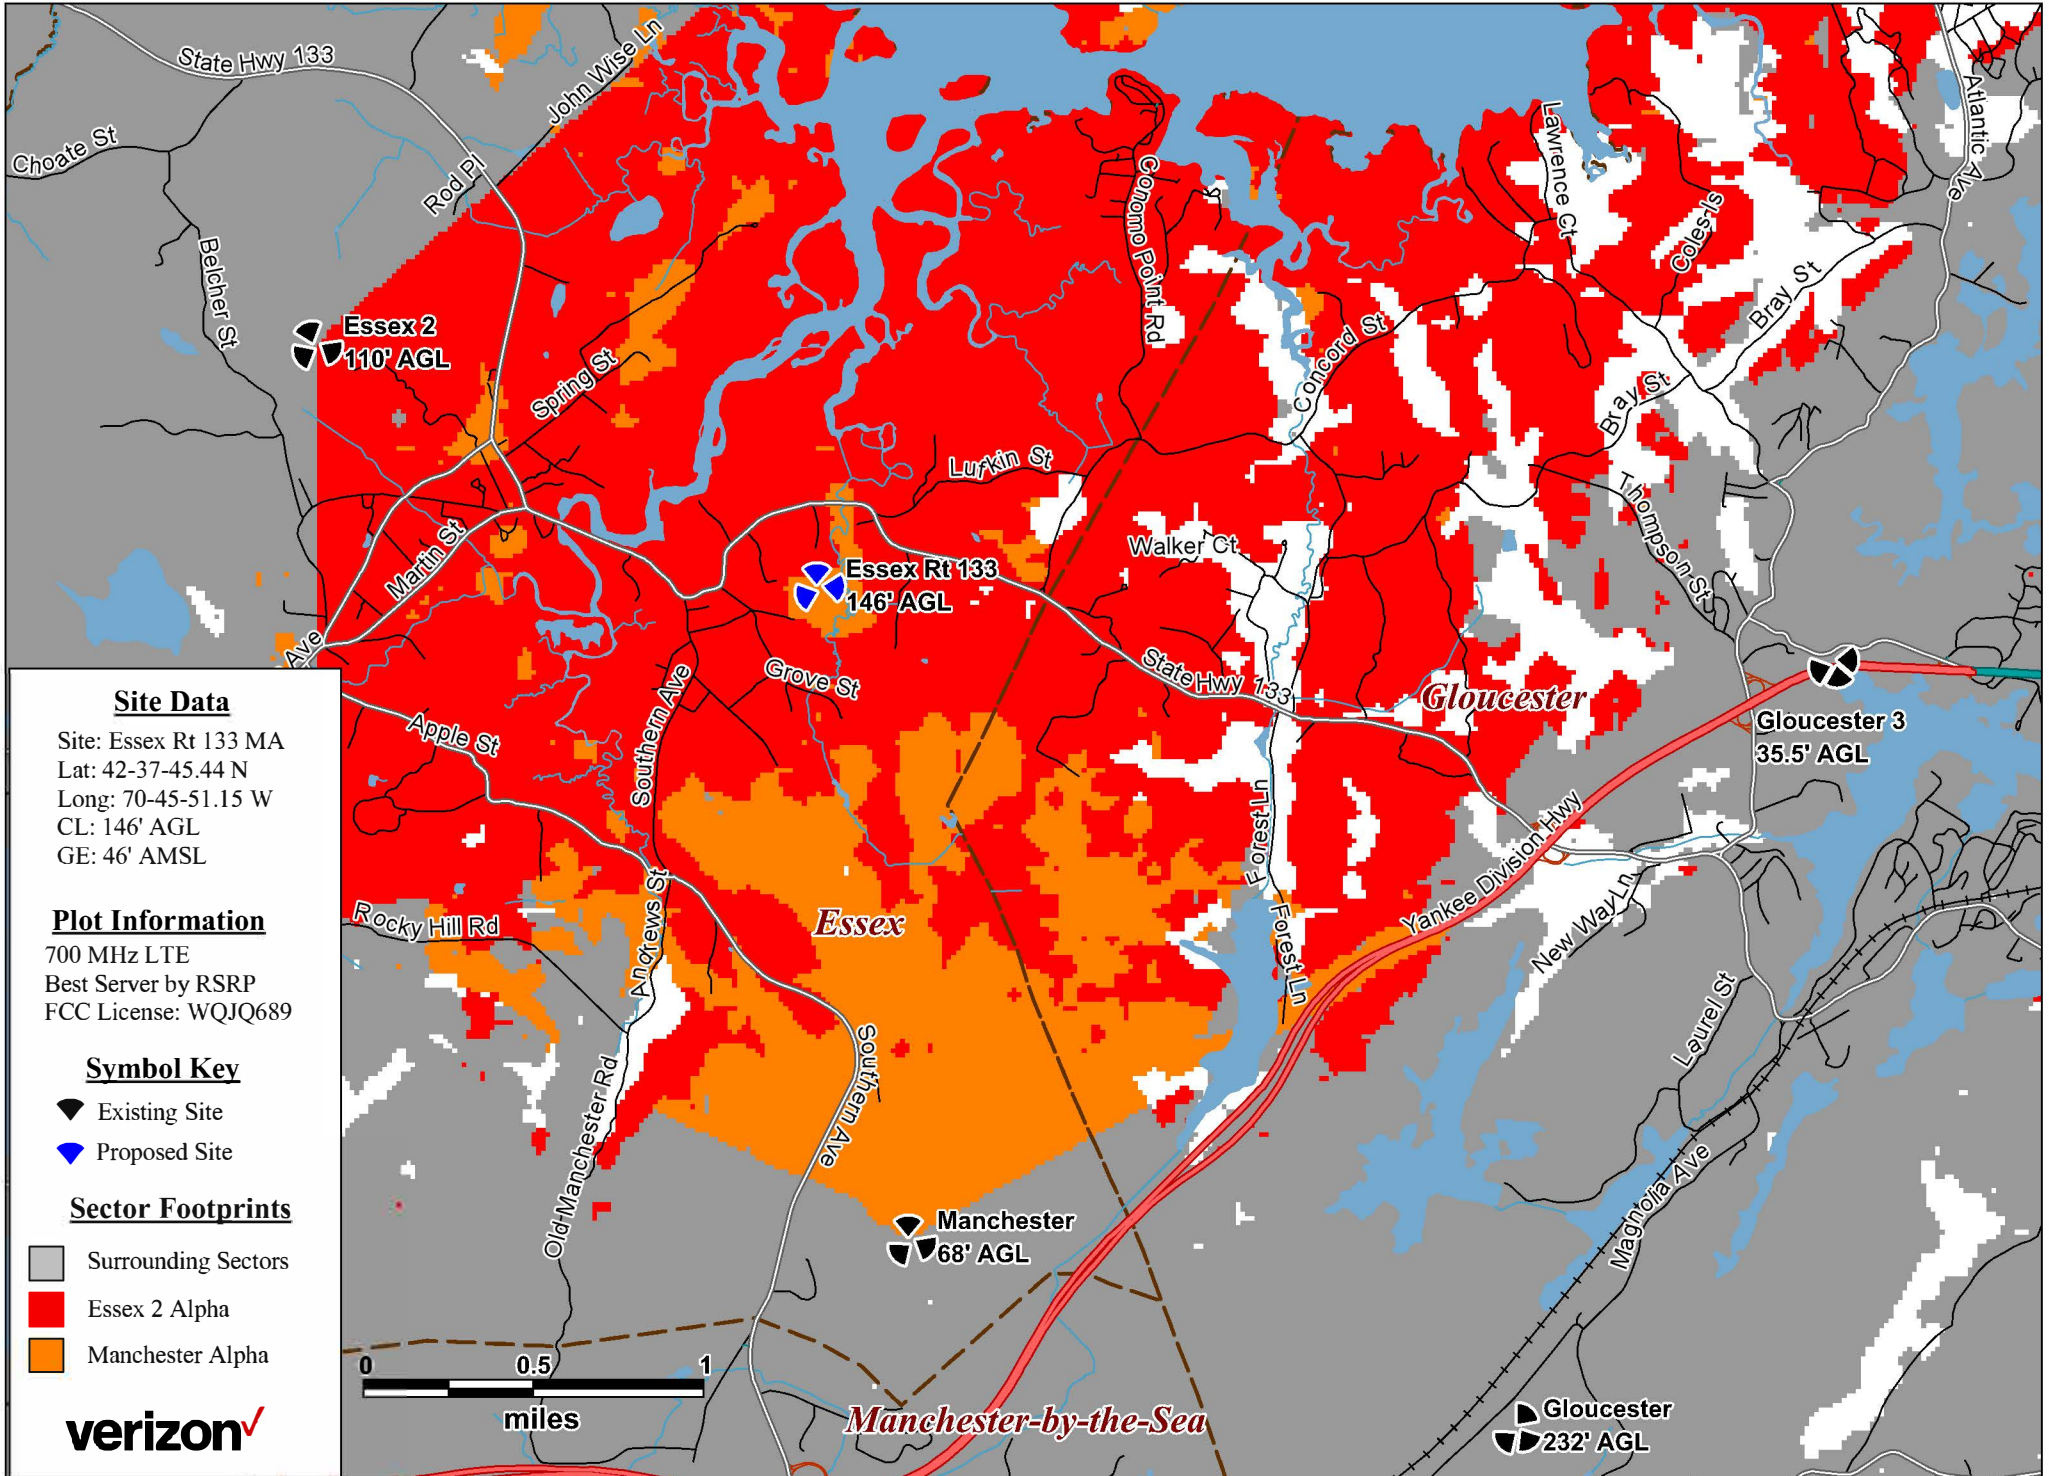 State Hwy 133
John Wise Ln
Choate St
Rod Pl
Belcher St
Essex 2
110' AGL
Spring St
Conomo Point Rd
Lawrence Ct
Coles-Is
Atlantic Ave
Bray St
Concord St
Bray St
Lufkin St
Thompson St
Martin St
Walker Ct
Essex Rt 133
146' AGL
Ave
Grove St
State Hwy 133
Gloucester
Southern Ave
Apple St
Gloucester 3
35.5' AGL
Forest Ln
Yankee Division Hwy
Rocky Hill Rd
Andrews St
Essex
Forest Ln
New Way Ln
Laurel St
Southern Ave
Old-Manchester Rd
Magnolia Ave
Manchester
68' AGL
Manchester-by-the-Sea
Gloucester
232' AGL
Site Data
Site: Essex Rt 133 MA
Lat: 42-37-45.44 N
Long: 70-45-51.15 W
CL: 146' AGL
GE: 46' AMSL
Plot Information
700 MHz LTE
Best Server by RSRP
FCC License: WQJQ689
Symbol Key
Existing Site
Proposed Site
Sector Footprints
Surrounding Sectors
Essex 2 Alpha
Manchester Alpha
verizon
0 0.5 1
miles